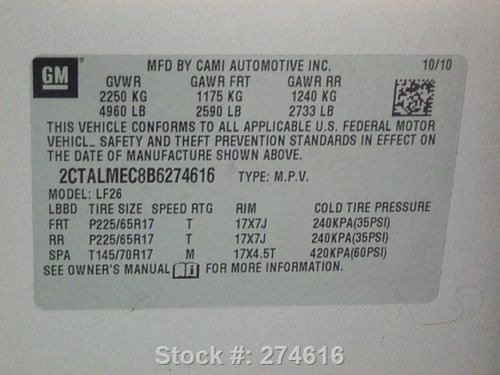 GM
MFD BY CAMI AUTOMOTIVE INC. 10/10
GVWR GAWR FRT GAWR RR
2250 KG 1175 KG 1240 KG
4960 LB 2590 LB 2733 LB
THIS VEHICLE CONFORMS TO ALL APPLICABLE U.S. FEDERAL MOTOR
VEHICL_ SAFETY AND THEFT PREVENTION STANDARDS IN EFFECT ON
THE DATE OF MANUFACTURE SHOWN ABOVE.
2CTALMEC8B6274616 TYPE: M.P.V.
MODEL: LF26
LBBD TIRE SIZE SPEED RTG RIM COLD TIRE PRESSURE
FRT P225/65R17 T 17X7J 240KPA(35PSI)
RR P225/65R17 T 17X7J 240KPA(35PSI)
SPA T145/70R17 M 17X4.5T 420KPA(60PSI)
SEE OWNER'S MANUAL FOR MORE INFORMATION.
Stock #: 274616